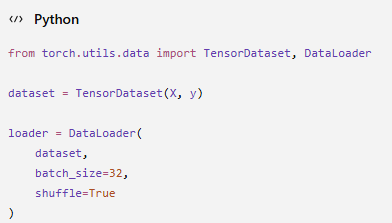 </> Python
from torch.utils.data import TensorDataset, DataLoader
dataset = TensorDataset(X, y)
loader = DataLoader(
    dataset,
    batch_size=32,
    shuffle=True
)